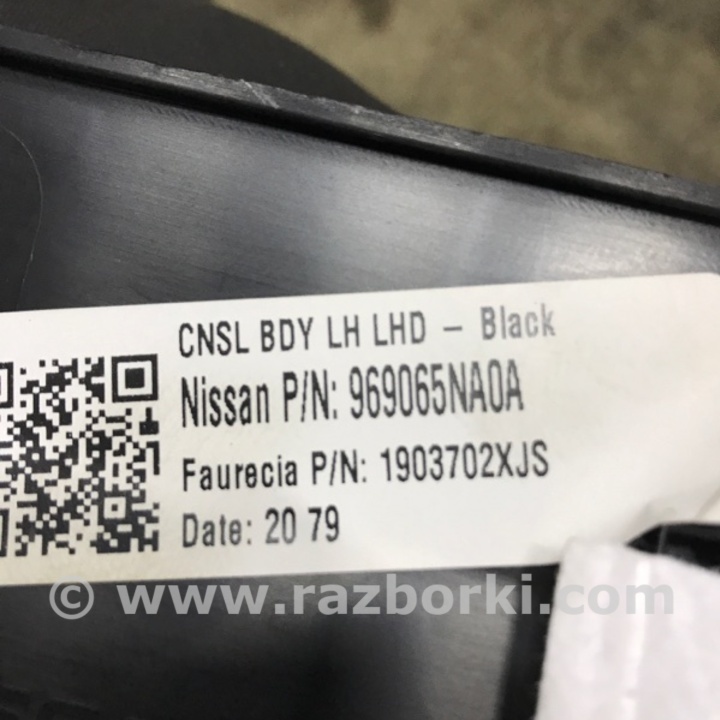 CNSL BDY LH LHD – Black
Nissan P/N: 969065NA0A
Faurecia P/N: 1903702XJS
Date: 20 79
© www.razborki.com